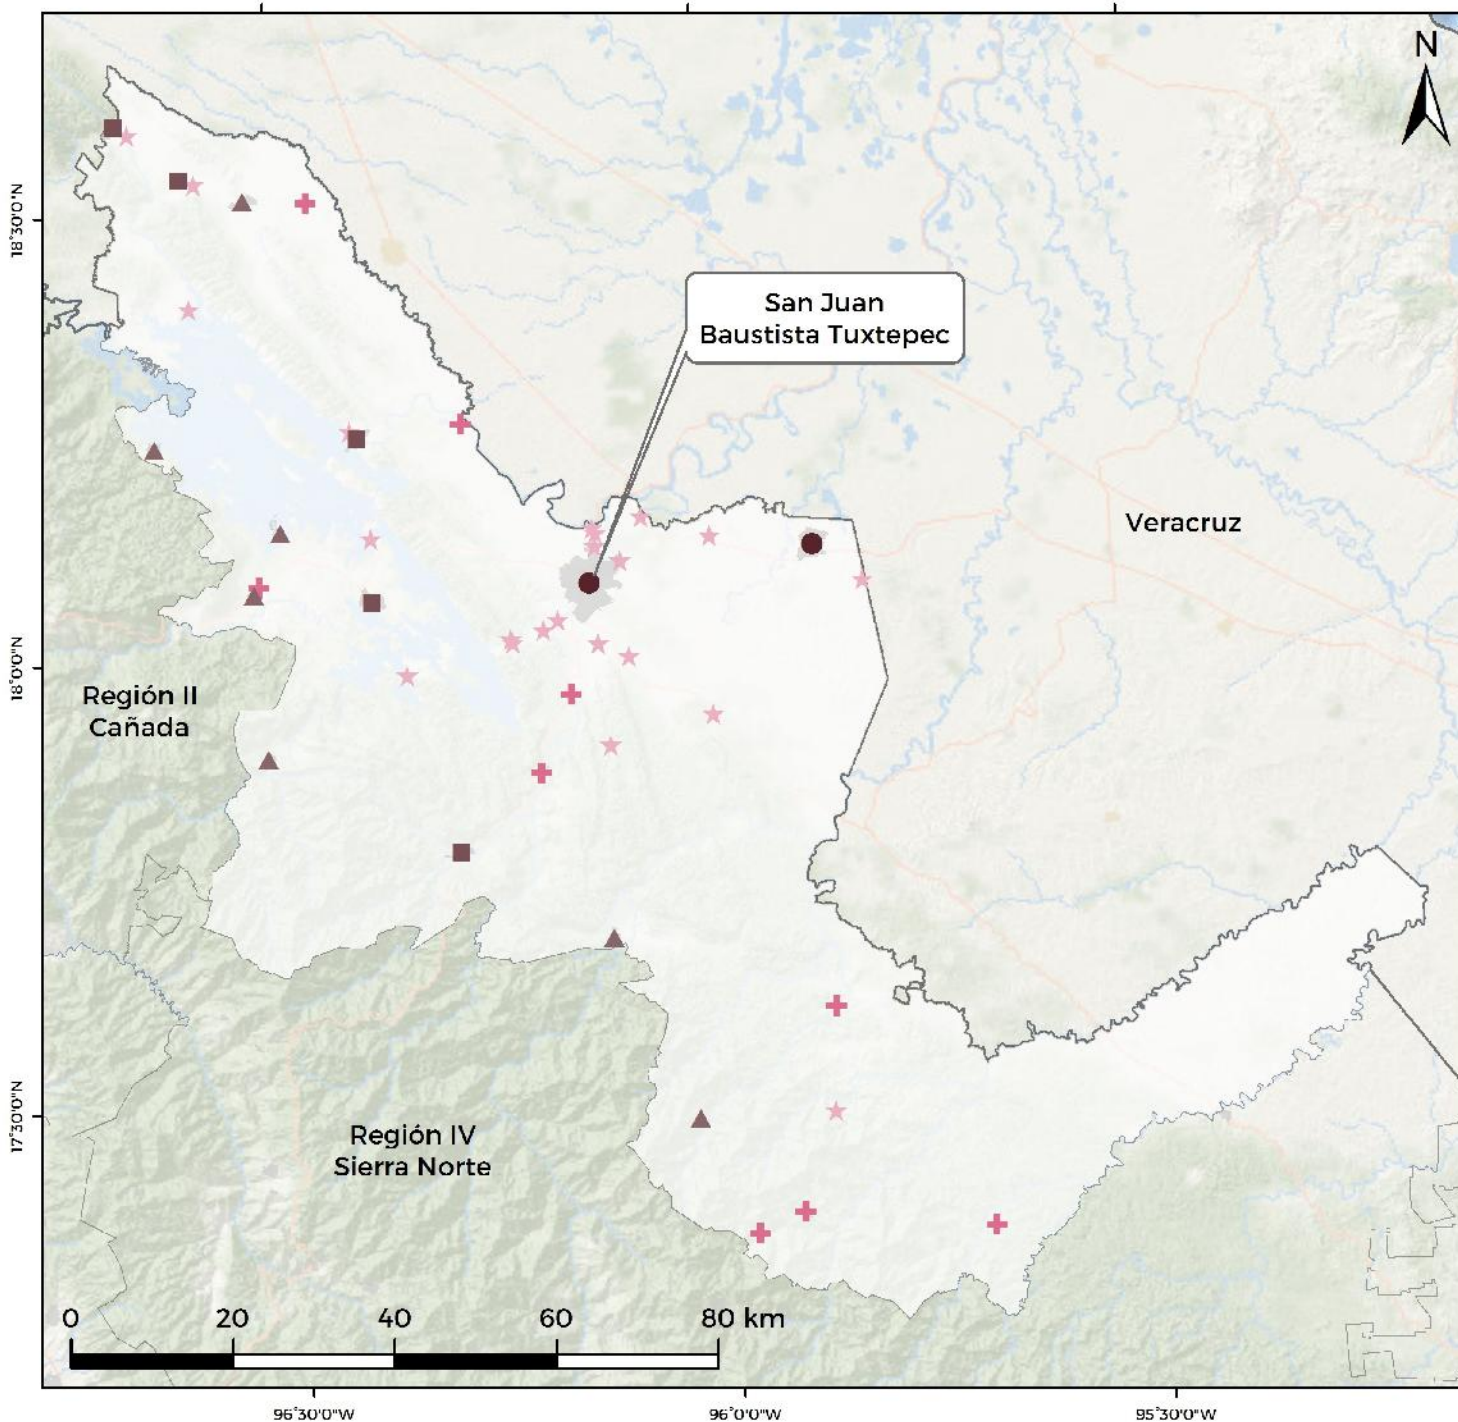 N
18°30'0"N
San Juan
Baustista Tuxtepec
Veracruz
18°0'0"N
Región II
Cañada
17°30'0"N
Región IV
Sierra Norte
0 20 40 60 80 km
96°30'0"W 96°0'0"W 95°30'0"W